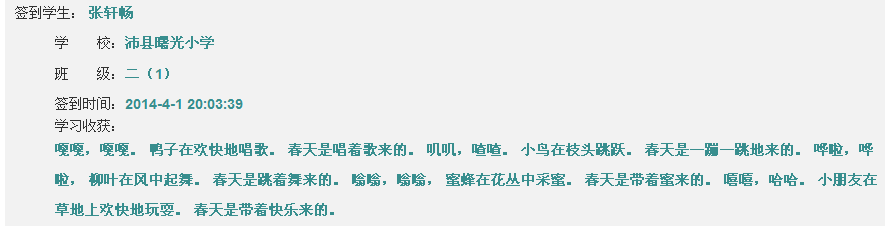 签到学生： 张轩畅
学 校：沛县曙光小学
班 级：二（1）
签到时间：2014-4-1 20:03:39
学习收获：
嘎嘎，嘎嘎。 鸭子在欢快地唱歌。 春天是唱着歌来的。 叽叽，喳喳。 小鸟在枝头跳跃。 春天是一蹦一跳地来的。 哗啦，哗
啦， 柳叶在风中起舞。 春天是跳着舞来的。 嗡嗡，嗡嗡， 蜜蜂在花丛中采蜜。 春天是带着蜜来的。 嘻嘻，哈哈。 小朋友在
草地上欢快地玩耍。 春天是带着快乐来的。